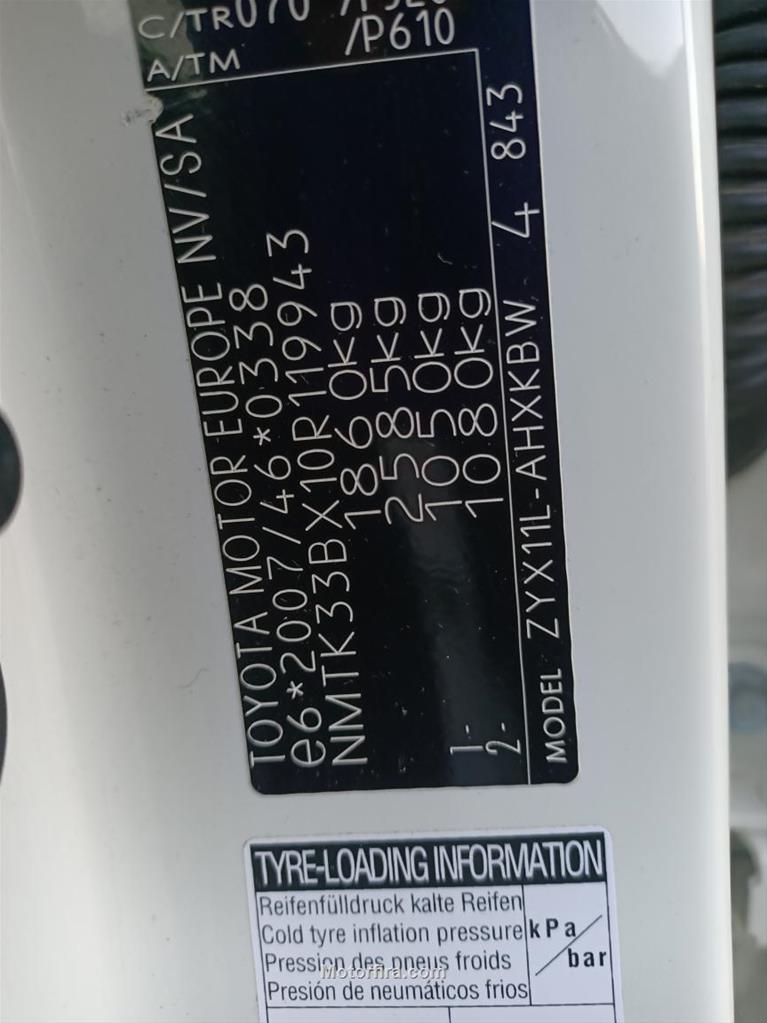 TOYOTA MOTOR EUROPE NV/SA
e6*2007/46*0338
NMTK33BX10R119943
1860kg
2585kg
1- 1050kg
2- 1080kg
MODEL ZYX11L-AHXKBW 4 843
C/TR 070
A/TM /P610
TYRE-LOADING INFORMATION
Reifenfülldruck kalte Reifen
Cold tyre inflation pressure
Pression des pneus froids
Presión de neumáticos frios
kPa/
bar
Motorfira.com